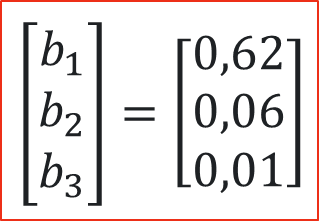 [b₁] [0,62]
[b₂] = [0,06]
[b₃] [0,01]